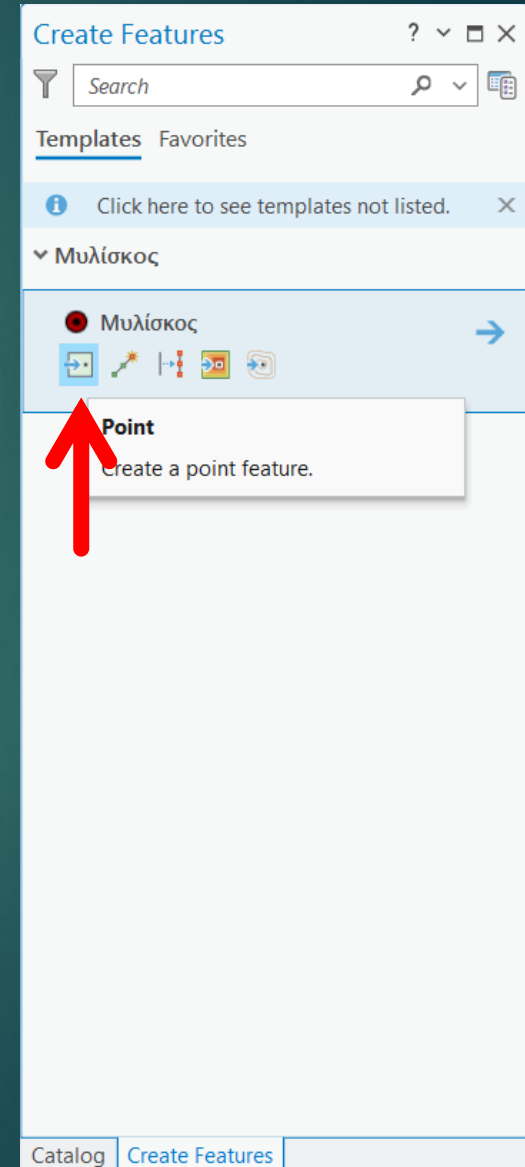 Create Features
Search
Templates Favorites
Click here to see templates not listed.
Μυλίσκος
Μυλίσκος
Point
Create a point feature.
Catalog Create Features